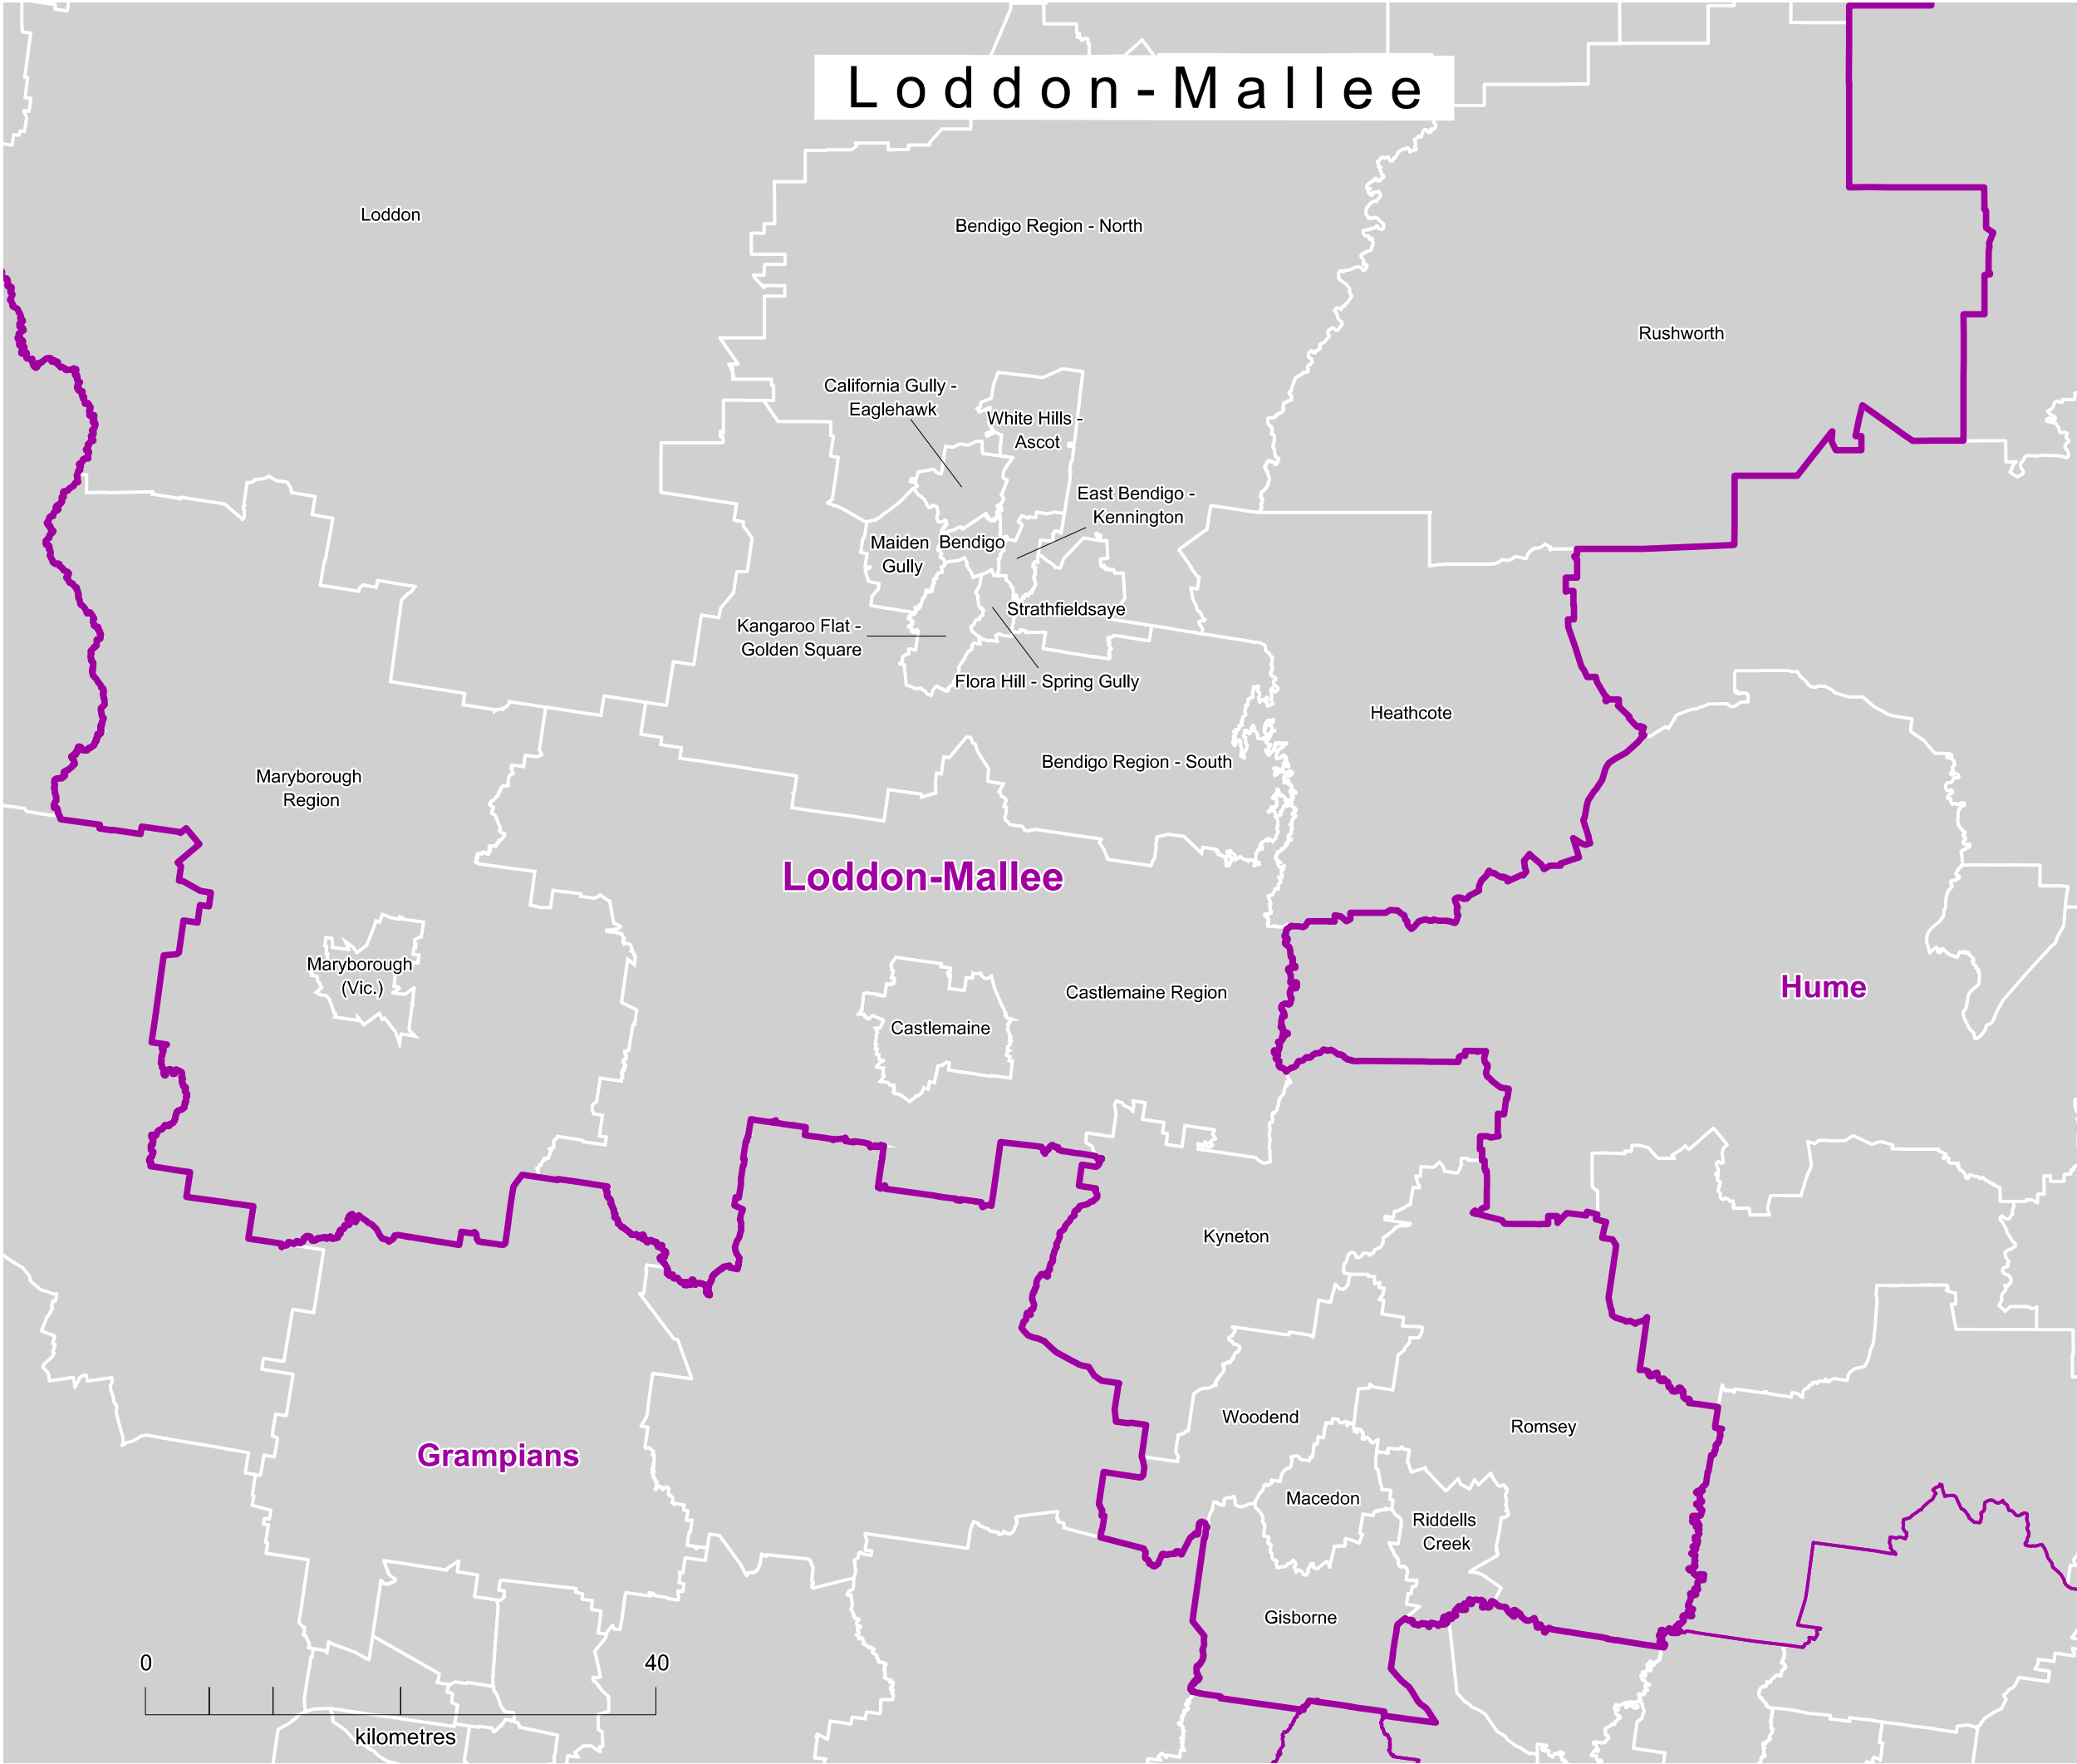 Loddon-Mallee
Loddon
Bendigo Region - North
Rushworth
California Gully -
Eaglehawk
White Hills -
Ascot
East Bendigo -
Kennington
Maiden
Gully
Bendigo
Strathfieldsaye
Kangaroo Flat -
Golden Square
Flora Hill - Spring Gully
Heathcote
Bendigo Region - South
Maryborough
Region
Loddon-Mallee
Maryborough
(Vic.)
Castlemaine Region
Hume
Castlemaine
Kyneton
Woodend
Romsey
Grampians
Macedon
Riddells
Creek
Gisborne
0
40
kilometres